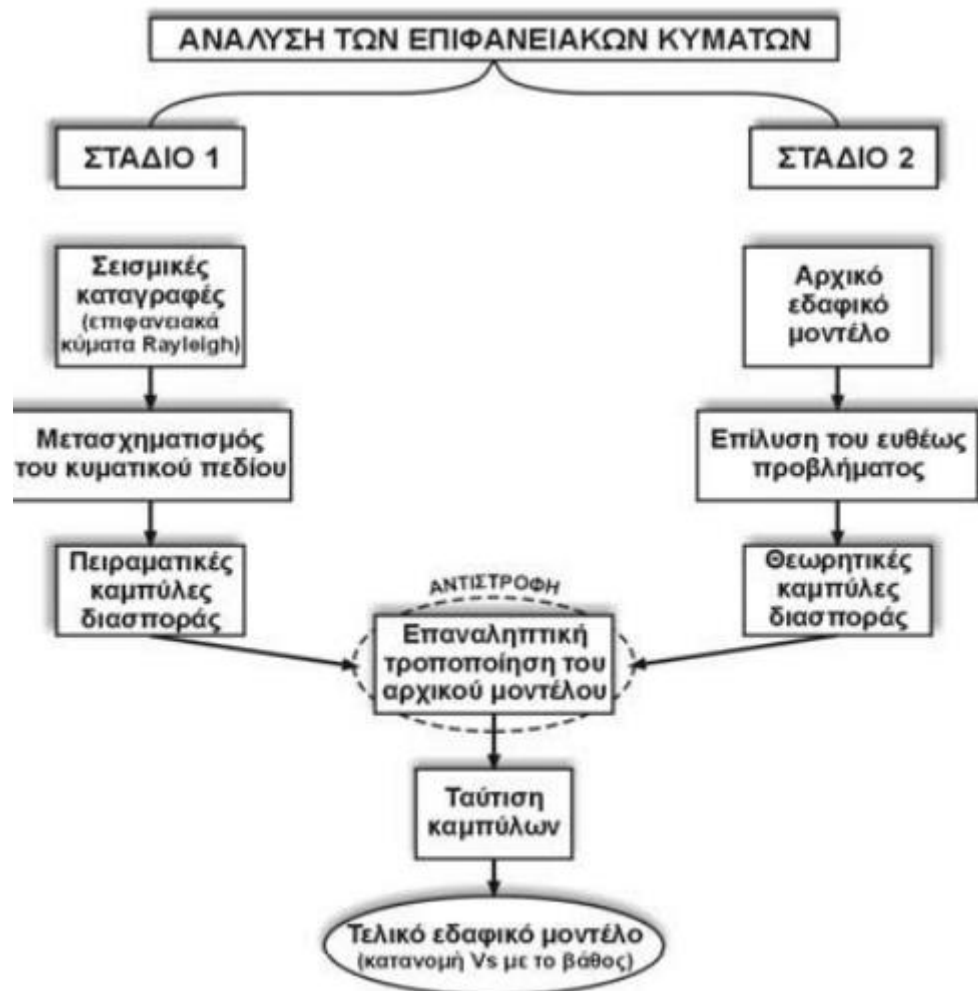 ΑΝΑΛΥΣΗ ΤΩΝ ΕΠΙΦΑΝΕΙΑΚΩΝ ΚΥΜΑΤΩΝ
ΣΤΑΔΙΟ 1
ΣΤΑΔΙΟ 2
Σεισμικές
καταγραφές
(επιφανειακά
κύματα Rayleigh)
Αρχικό
εδαφικό
μοντέλο
Μετασχηματισμός
του κυματικού πεδίου
Επίλυση του ευθέως
προβλήματος
Πειραματικές
καμπύλες
διασποράς
Θεωρητικές
καμπύλες
διασποράς
ΑΝΤΙΣΤΡΟΦΗ
Επαναληπτική
τροποποίηση του
αρχικού μοντέλου
Ταύτιση
καμπύλων
Τελικό εδαφικό μοντέλο
(κατανομή Vs με το βάθος)